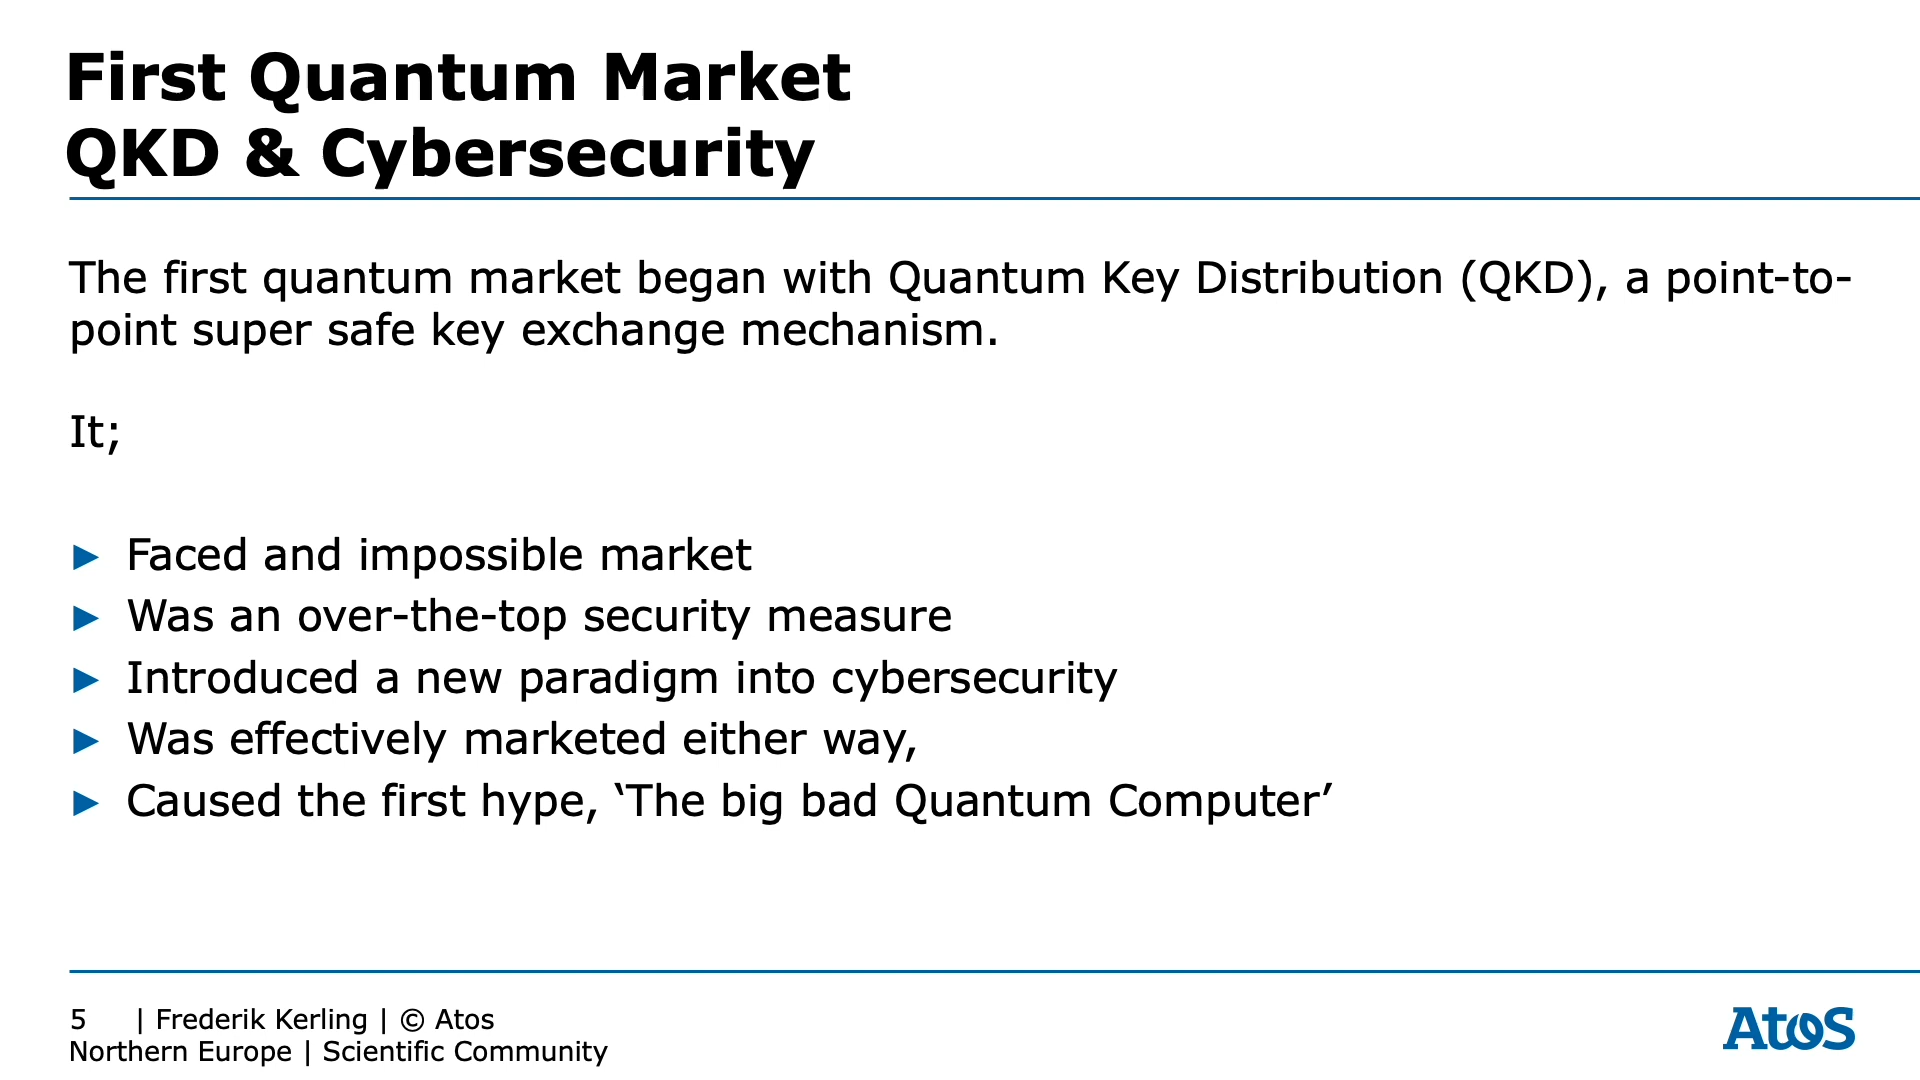 First Quantum Market
QKD & Cybersecurity
The first quantum market began with Quantum Key Distribution (QKD), a point-to-
point super safe key exchange mechanism.
It;
► Faced and impossible market
► Was an over-the-top security measure
► Introduced a new paradigm into cybersecurity
► Was effectively marketed either way,
► Caused the first hype, ‘The big bad Quantum Computer’
5 | Frederik Kerling | © Atos
Northern Europe | Scientific Community
Atos